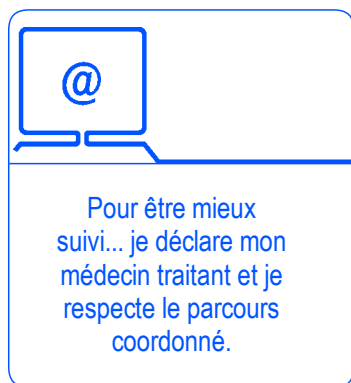 @
Pour être mieux
suivi... je déclare mon
médecin traitant et je
respecte le parcours
coordonné.